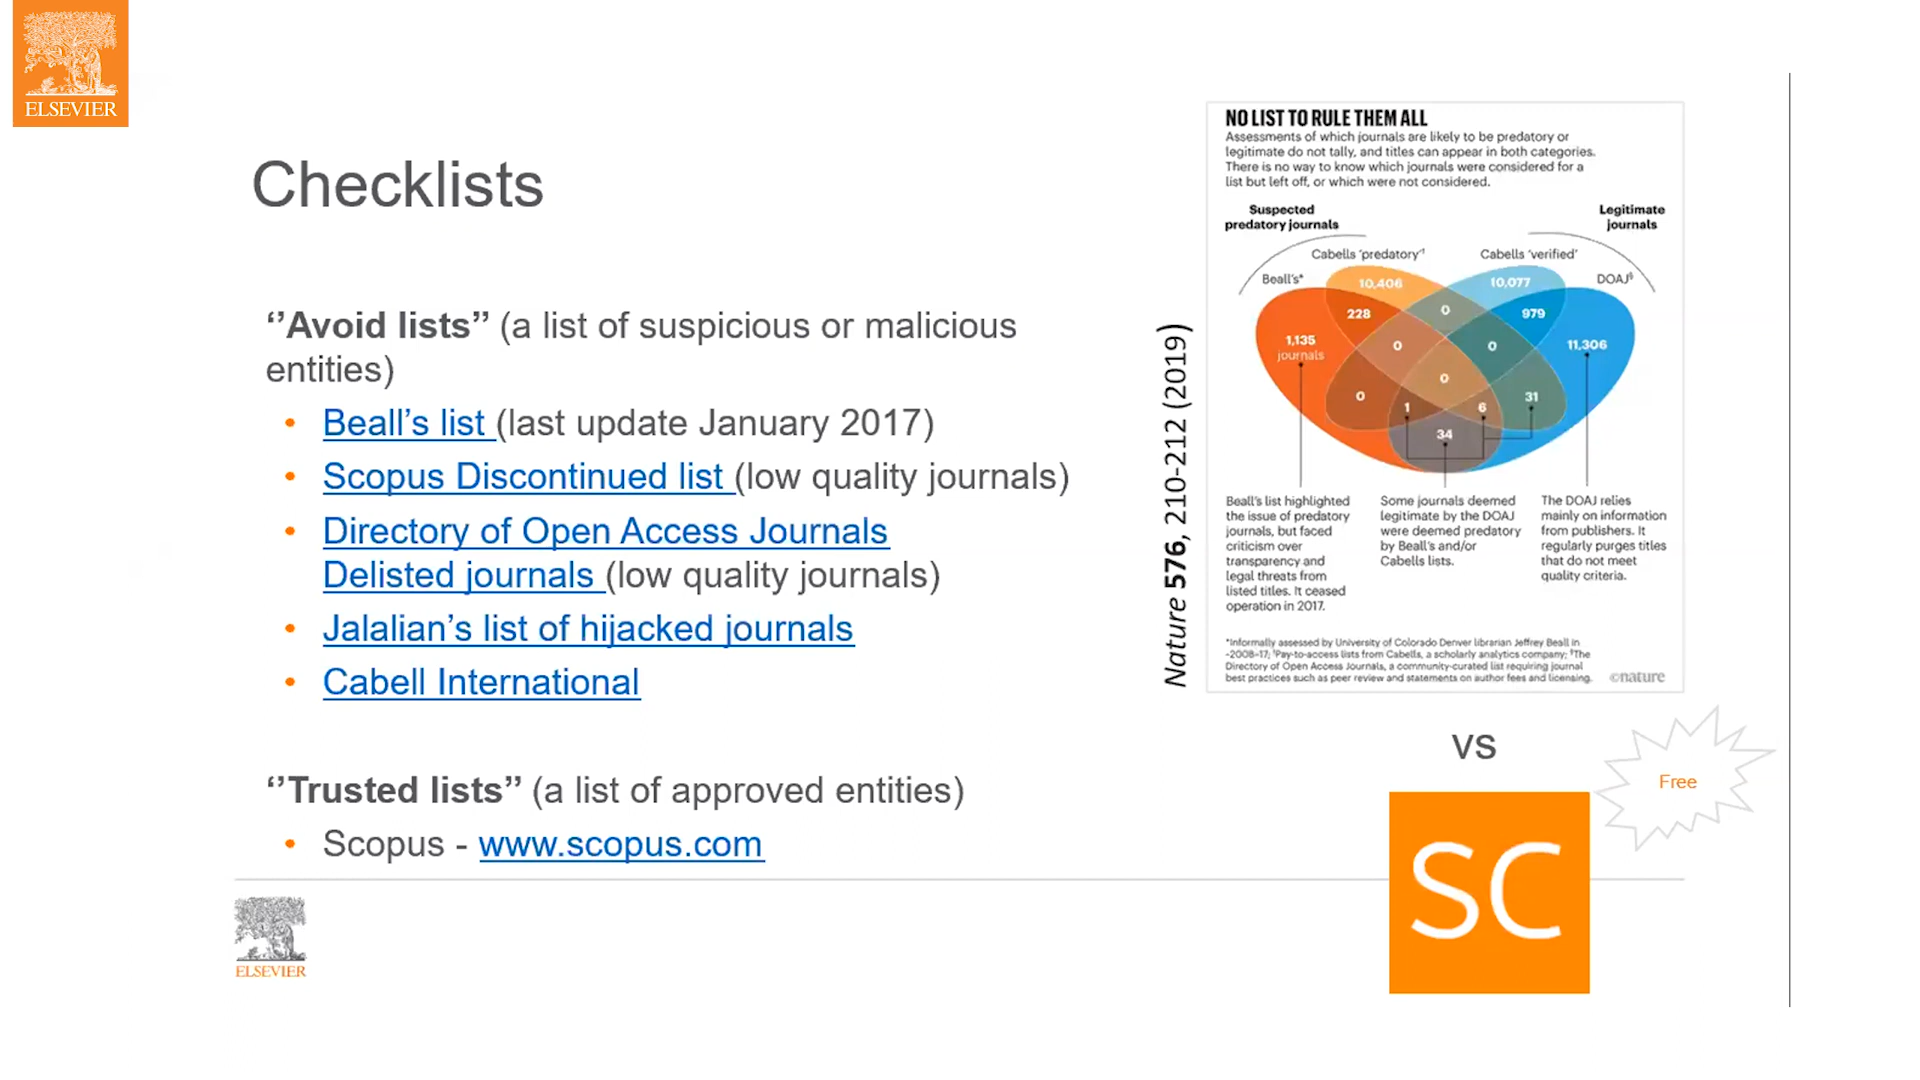 ELSEVIER
Checklists
‘’Avoid lists’’ (a list of suspicious or malicious
entities)
• Beall’s list (last update January 2017)
• Scopus Discontinued list (low quality journals)
• Directory of Open Access Journals
Delisted journals (low quality journals)
• Jalalian’s list of hijacked journals
• Cabell International
‘’Trusted lists’’ (a list of approved entities)
• Scopus - www.scopus.com
ELSEVIER
Nature 576, 210-212 (2019)
NO LIST TO RULE THEM ALL
Assessments of which journals are likely to be predatory or
legitimate do not tally, and titles can appear in both categories.
There is no way to know which journals were considered for a
list but left off, or which were not considered.
Suspected
predatory journals
Legitimate
journals
Cabells ‘predatory’†
Cabells ‘verified’
Beall’s*
DOAJ§
10,406
10,077
228
0
979
1,135
journals
0
0
11,306
0
0
1
6
31
34
Beall’s list highlighted
the issue of predatory
journals, but faced
criticism over
transparency and
legal threats from
listed titles. It ceased
operation in 2017.
Some journals deemed
legitimate by the DOAJ
were deemed predatory
by Beall’s and/or
Cabells lists.
The DOAJ relies
mainly on information
from publishers. It
regularly purges titles
that do not meet
quality criteria.
*Informally assessed by University of Colorado Denver librarian Jeffrey Beall in
~2008–17; †Pay-to-access lists from Cabells, a scholarly analytics company; §The
Directory of Open Access Journals, a community-curated list requiring journal
best practices such as peer review and statements on author fees and licensing.
©nature
vs
Free
SC